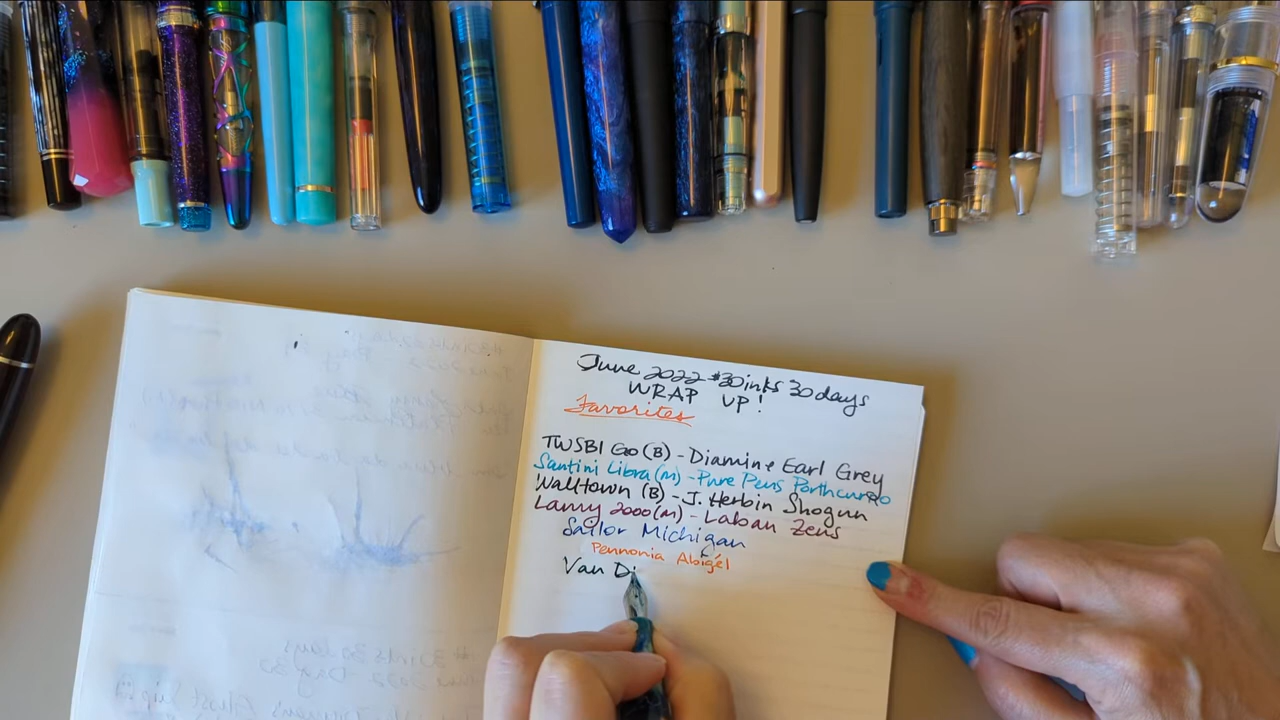 June 2022 #30inks 30days
WRAP UP!
Favorites
TWSBI Go (B) - Diamine Earl Grey
Santini Libra (M) - Pure Pens Porthcurno
Walltown (B) - J. Herbin Shogun
Lamy 2000 (M) - Laban Zeus
Sailor Michigan
Pennonia Abigél
Van Di